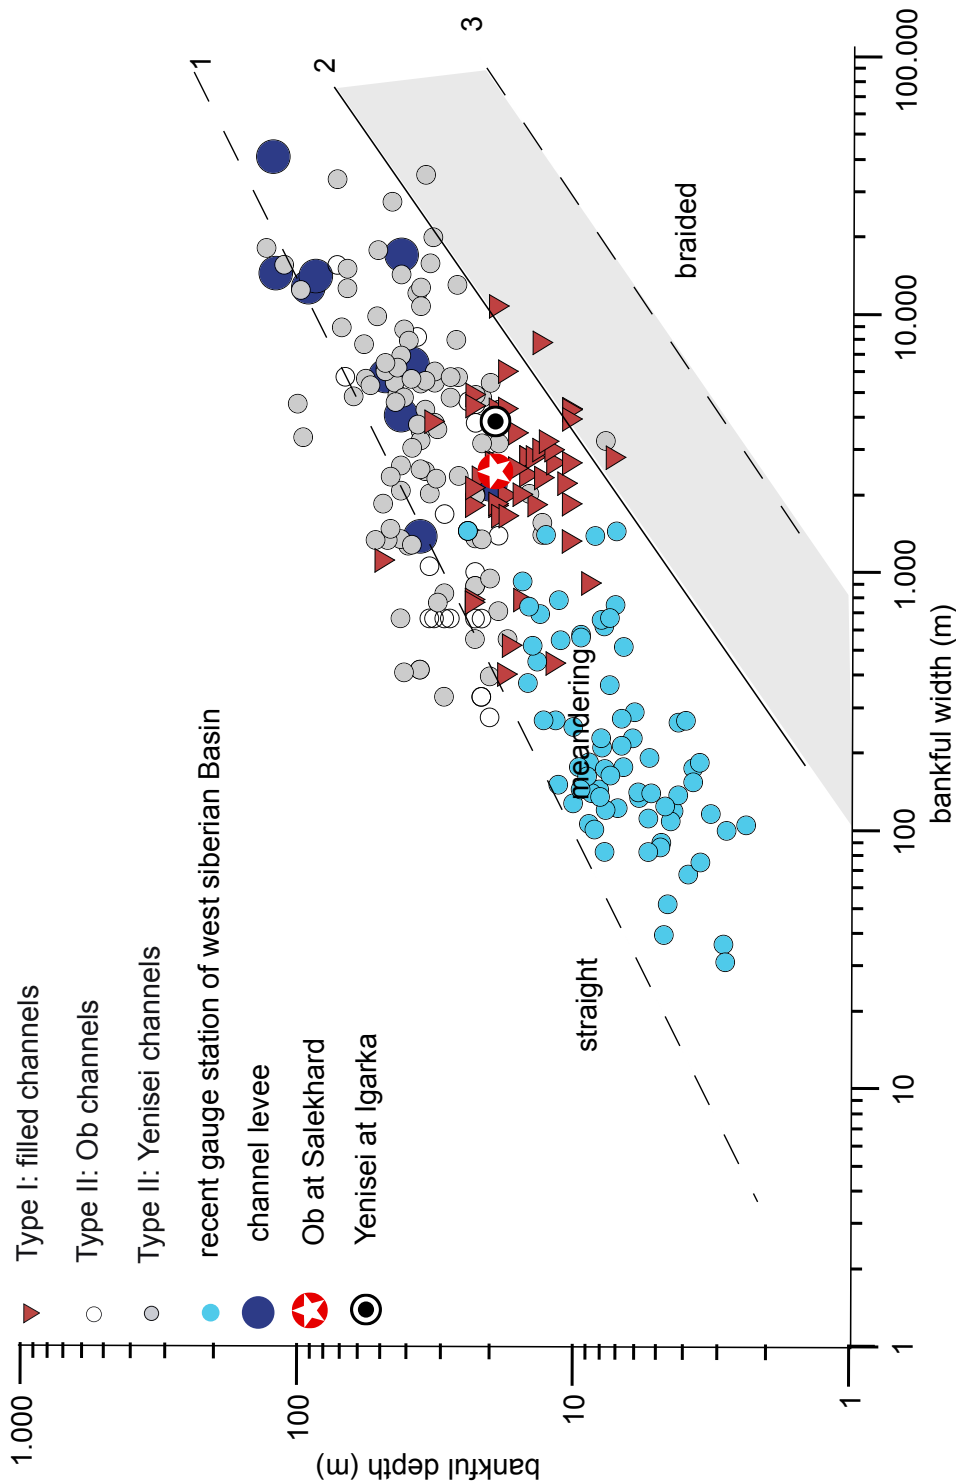 Type I: filled channels
Type II: Ob channels
Type II: Yenisei channels
recent gauge station of west siberian Basin
channel levee
Ob at Salekhard
Yenisei at Igarka
1
2
3
straight
meandering
braided
1.000
100
10
1
bankful depth (m)
1
10
100
1.000
10.000
100.000
bankful width (m)